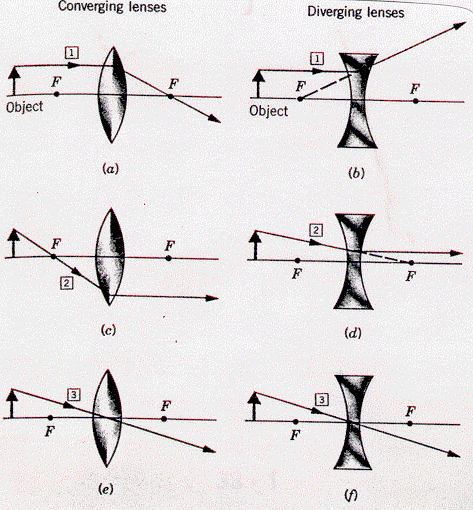 Converging lenses
Diverging lenses
1
F
F
Object
(a)
1
F
F
Object
(b)
F
2
(c)
2
F
F
(d)
3
F
F
(e)
3
F
F
(f)